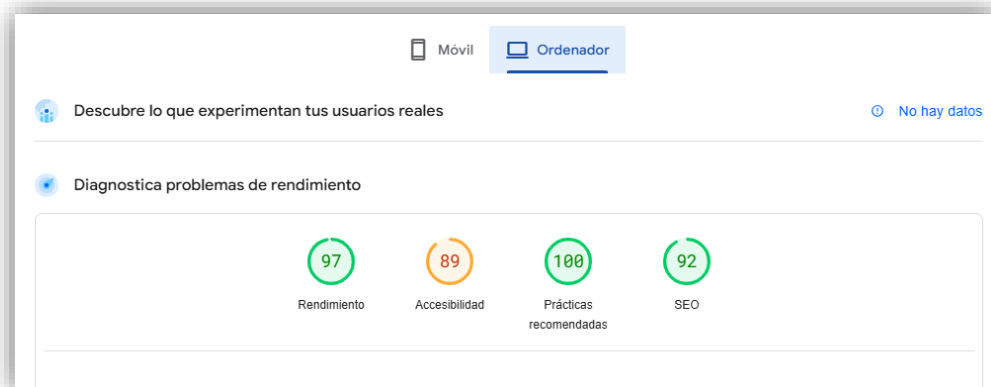 Móvil
Ordenador
Descubre lo que experimentan tus usuarios reales
No hay datos
Diagnostica problemas de rendimiento
97
89
100
92
Rendimiento
Accesibilidad
Prácticas
recomendadas
SEO